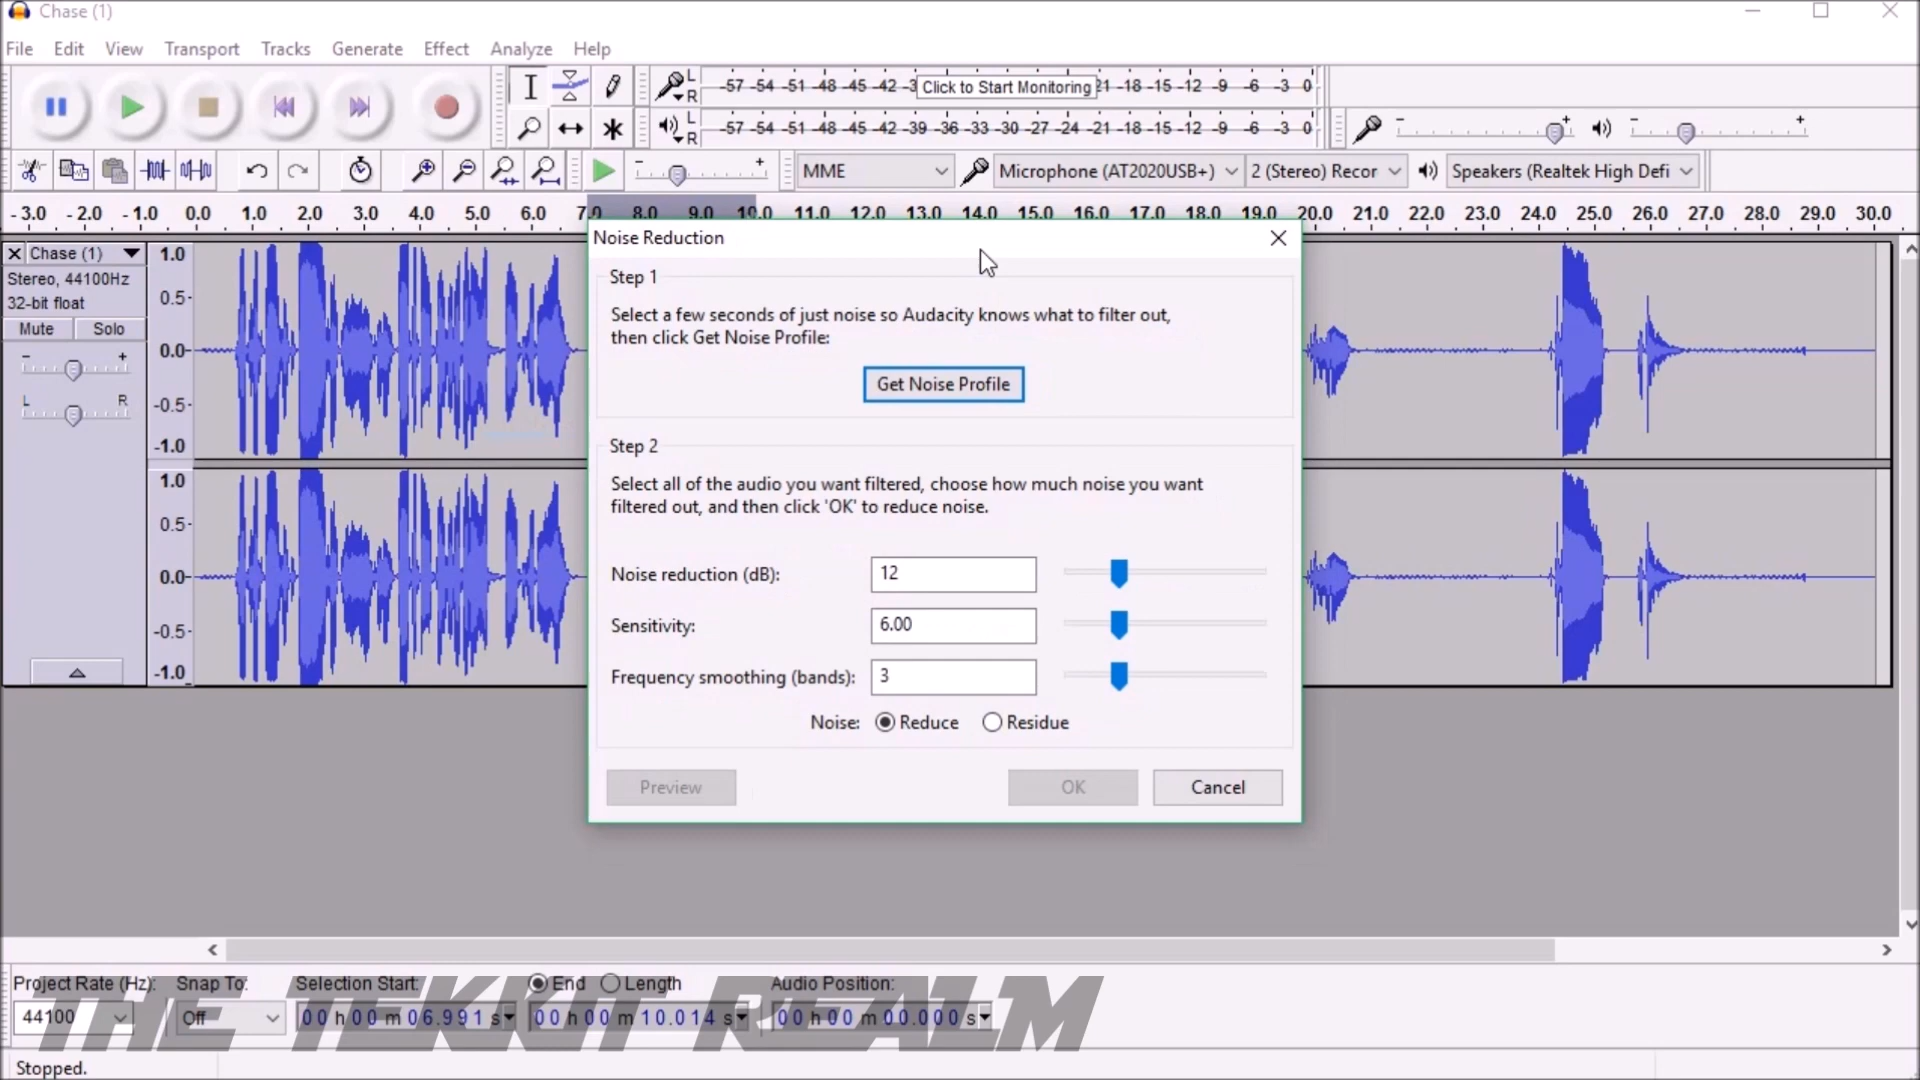 Chase (1)
File Edit View Transport Tracks Generate Effect Analyze Help
L
R
-57 -54 -51 -48 -45 -42 -3 Click to Start Monitoring 21 -18 -15 -12 -9 -6 -3 0
L
R
-57 -54 -51 -48 -45 -42 -39 -36 -33 -30 -27 -24 -21 -18 -15 -12 -9 -6 -3 0
MME Microphone (AT2020USB+) 2 (Stereo) Recor Speakers (Realtek High Defi
-3.0 -2.0 -1.0 0.0 1.0 2.0 3.0 4.0 5.0 6.0 7.0 8.0 9.0 10.0 11.0 12.0 13.0 14.0 15.0 16.0 17.0 18.0 19.0 20.0 21.0 22.0 23.0 24.0 25.0 26.0 27.0 28.0 29.0 30.0
Chase (1)
Stereo, 44100Hz
32-bit float
Mute Solo
- +
L R
1.0
0.5
0.0
-0.5
-1.0
1.0
0.5
0.0
-0.5
-1.0
Noise Reduction
Step 1
Select a few seconds of just noise so Audacity knows what to filter out,
then click Get Noise Profile:
Get Noise Profile
Step 2
Select all of the audio you want filtered, choose how much noise you want
filtered out, and then click 'OK' to reduce noise.
Noise reduction (dB): 12
Sensitivity: 6.00
Frequency smoothing (bands): 3
Noise: Reduce Residue
Preview OK Cancel
Project Rate (Hz): Snap To: Selection Start: End Length Audio Position:
44100 Off 00 h 00 m 06.991 s 00 h 00 m 10.014 s 00 h 00 m 00.000 s
THE TEKKIT REALM
Stopped.